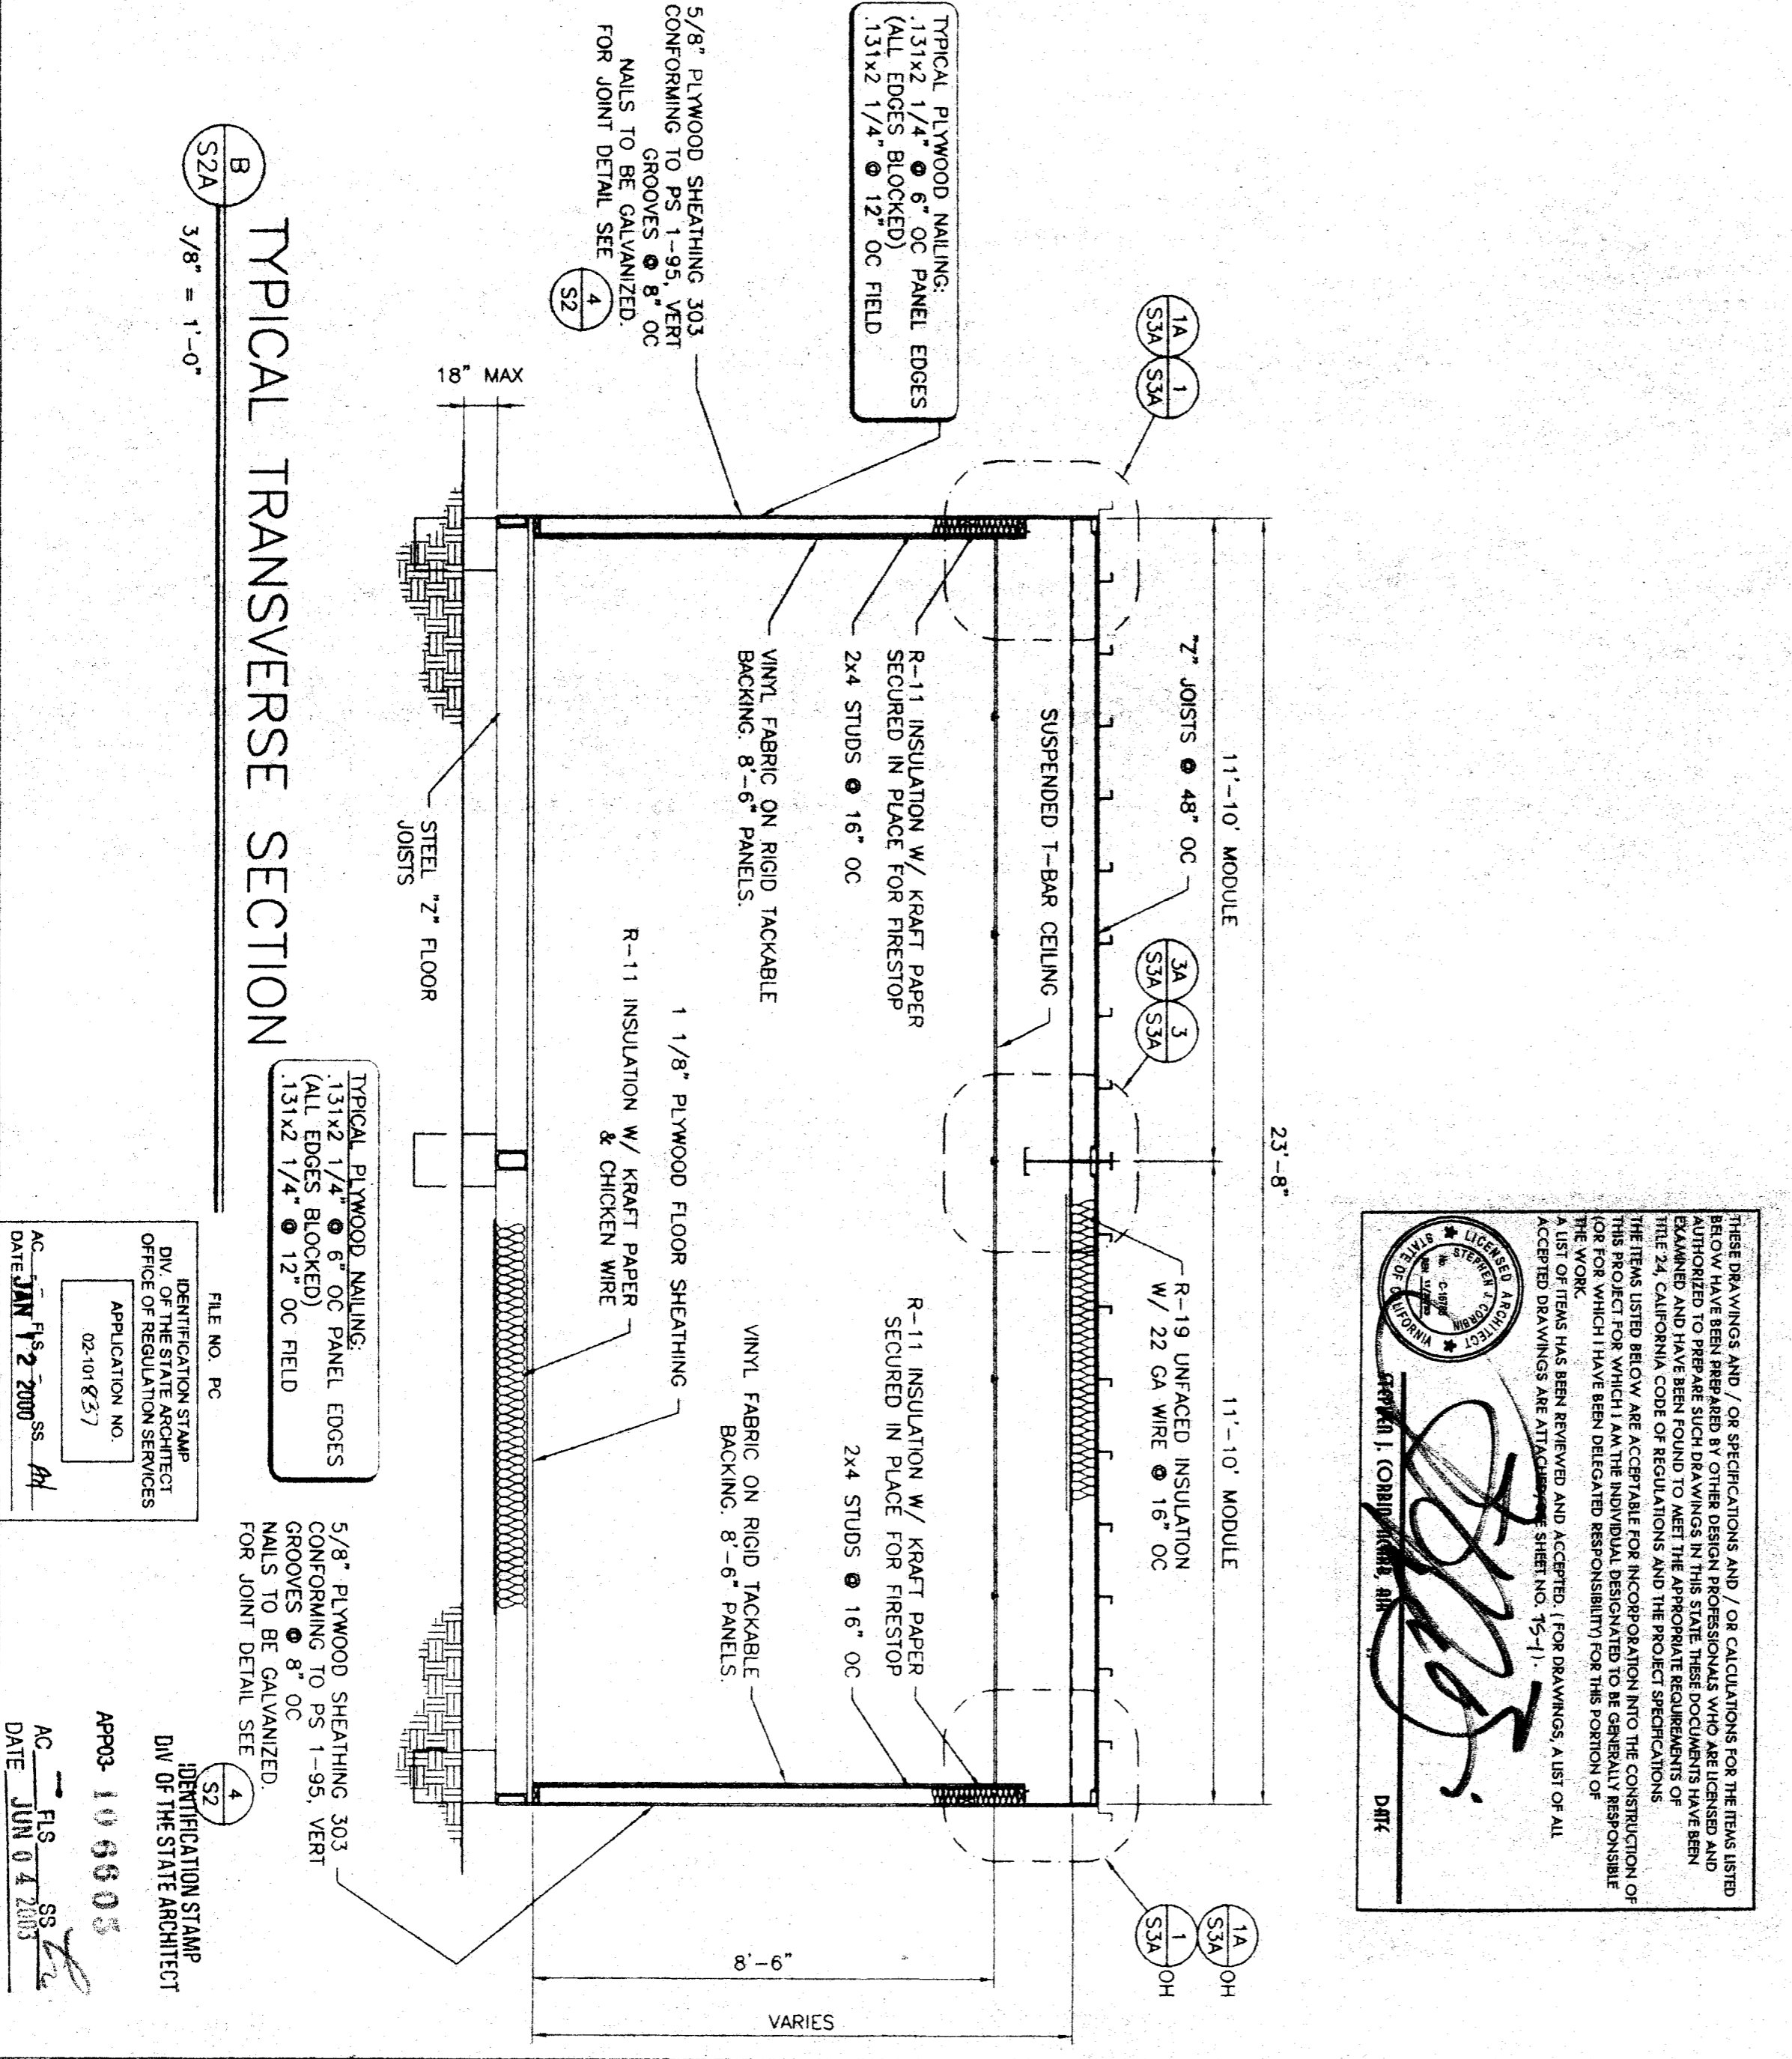 THESE DRAWINGS AND / OR SPECIFICATIONS AND / OR CALCULATIONS FOR THE ITEMS LISTED
BELOW HAVE BEEN PREPARED BY OTHER DESIGN PROFESSIONALS WHO ARE LICENSED AND
AUTHORIZED TO PREPARE SUCH DRAWINGS IN THIS STATE. THESE DOCUMENTS HAVE BEEN
EXAMINED AND HAVE BEEN FOUND TO MEET THE APPROPRIATE REQUIREMENTS OF
TITLE 24, CALIFORNIA CODE OF REGULATIONS AND THE PROJECT SPECIFICATIONS
THE ITEMS LISTED BELOW ARE ACCEPTABLE FOR INCORPORATION INTO THE CONSTRUCTION OF
THIS PROJECT FOR WHICH I AM THE INDIVIDUAL DESIGNATED TO BE GENERALLY RESPONSIBLE
(OR FOR WHICH I HAVE BEEN DELEGATED RESPONSIBILITY) FOR THIS PORTION OF
THE WORK.
A LIST OF ITEMS HAS BEEN REVIEWED AND ACCEPTED. ( FOR DRAWINGS, A LIST OF ALL
ACCEPTED DRAWINGS ARE ATTACHED/ SHEET NO. TS-1).
LICENSED ARCHITECT
STEPHEN J. CORBIN
No. C-16785
STATE OF CALIFORNIA
STEPHEN J. CORBIN AIA
DATE
23'-8"
11'-10' MODULE
11'-10' MODULE
1A
S3A
1
S3A
"Z" JOISTS @ 48" OC
3A
S3A
3
S3A
R-19 UNFACED INSULATION
W/ 22 GA WIRE @ 16" OC
1A
S3A
OH
1
S3A
OH
SUSPENDED T-BAR CEILING
TYPICAL PLYWOOD NAILING:
.131x2 1/4" @ 6" OC PANEL EDGES
(ALL EDGES BLOCKED)
.131x2 1/4" @ 12" OC FIELD
R-11 INSULATION W/ KRAFT PAPER
SECURED IN PLACE FOR FIRESTOP
2x4 STUDS @ 16" OC
VINYL FABRIC ON RIGID TACKABLE
BACKING. 8'-6" PANELS.
R-11 INSULATION W/ KRAFT PAPER
SECURED IN PLACE FOR FIRESTOP
2x4 STUDS @ 16" OC
VINYL FABRIC ON RIGID TACKABLE
BACKING. 8'-6" PANELS.
8'-6"
VARIES
5/8" PLYWOOD SHEATHING 303
CONFORMING TO PS 1-95, VERT
GROOVES @ 8" OC
NAILS TO BE GALVANIZED.
FOR JOINT DETAIL SEE
4
S2
1 1/8" PLYWOOD FLOOR SHEATHING
R-11 INSULATION W/ KRAFT PAPER
& CHICKEN WIRE
18" MAX
STEEL "Z" FLOOR
JOISTS
TYPICAL PLYWOOD NAILING:
.131x2 1/4" @ 6" OC PANEL EDGES
(ALL EDGES BLOCKED)
.131x2 1/4" @ 12" OC FIELD
5/8" PLYWOOD SHEATHING 303
CONFORMING TO PS 1-95, VERT
GROOVES @ 8" OC
NAILS TO BE GALVANIZED.
FOR JOINT DETAIL SEE
4
S2
B
S2A
TYPICAL TRANSVERSE SECTION
3/8" = 1'-0"
FILE NO. PC
IDENTIFICATION STAMP
DIV. OF THE STATE ARCHITECT
OFFICE OF REGULATION SERVICES
APPLICATION NO.
02-101837
AC FLS SS
DATE JAN 12 2000
IDENTIFICATION STAMP
DIV OF THE STATE ARCHITECT
APP03- 106605
AC FLS SS
DATE JUN 04 2003